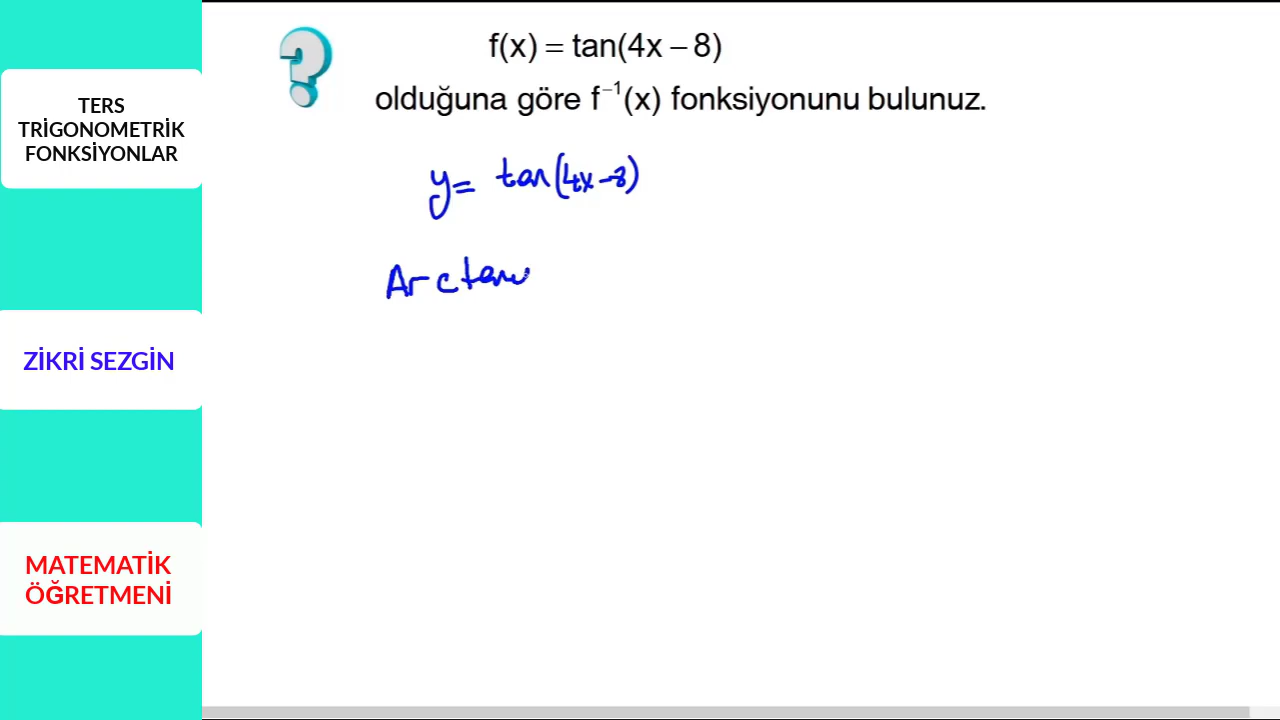 TERS
TRİGONOMETRİK
FONKSİYONLAR
ZİKRİ SEZGİN
MATEMATİK
ÖĞRETMENİ
f(x) = tan(4x – 8)
olduğuna göre f⁻¹(x) fonksiyonunu bulunuz.
y= tan(4x-8)
Arctan